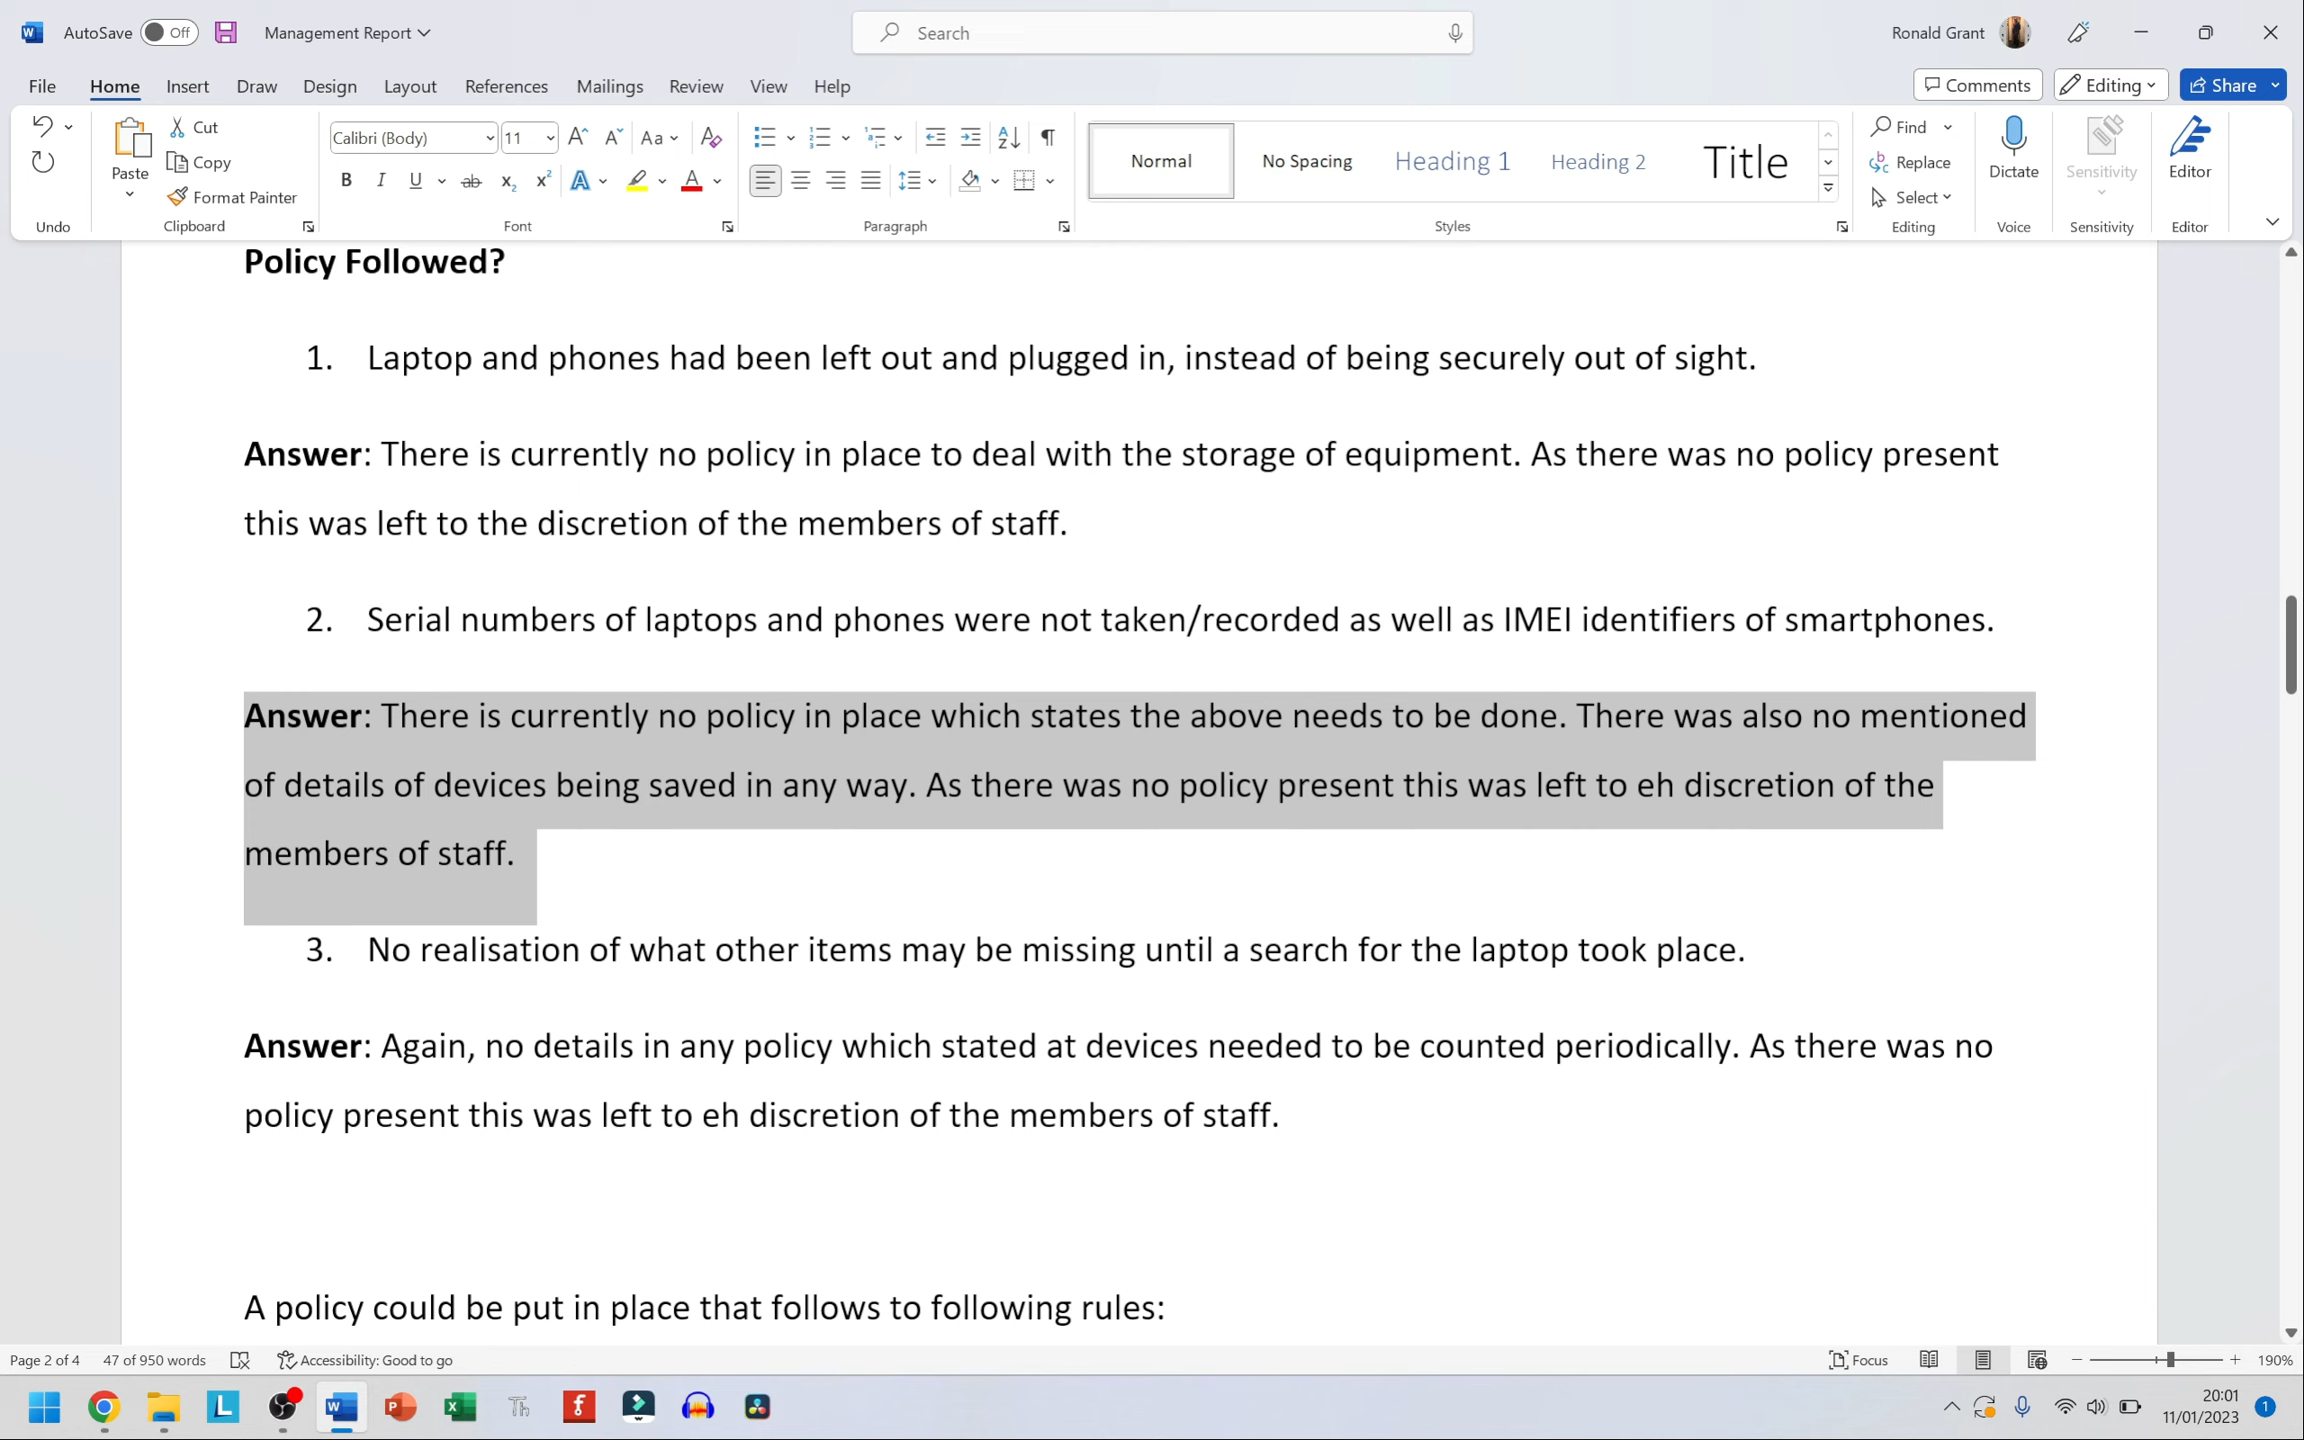 AutoSave Off Management Report Search Ronald Grant
File Home Insert Draw Design Layout References Mailings Review View Help Comments Editing Share
Cut
Copy
Format Painter
Paste
Calibri (Body) 11
Normal No Spacing Heading 1 Heading 2 Title
Find
Replace
Select
Dictate Sensitivity Editor
Undo Clipboard Font Paragraph Styles Editing Voice Sensitivity Editor
Policy Followed?
1. Laptop and phones had been left out and plugged in, instead of being securely out of sight.
Answer: There is currently no policy in place to deal with the storage of equipment. As there was no policy present
this was left to the discretion of the members of staff.
2. Serial numbers of laptops and phones were not taken/recorded as well as IMEI identifiers of smartphones.
Answer: There is currently no policy in place which states the above needs to be done. There was also no mentioned
of details of devices being saved in any way. As there was no policy present this was left to eh discretion of the
members of staff.
3. No realisation of what other items may be missing until a search for the laptop took place.
Answer: Again, no details in any policy which stated at devices needed to be counted periodically. As there was no
policy present this was left to eh discretion of the members of staff.
A policy could be put in place that follows to following rules:
Page 2 of 4 47 of 950 words Accessibility: Good to go Focus 190%
20:01
11/01/2023
1